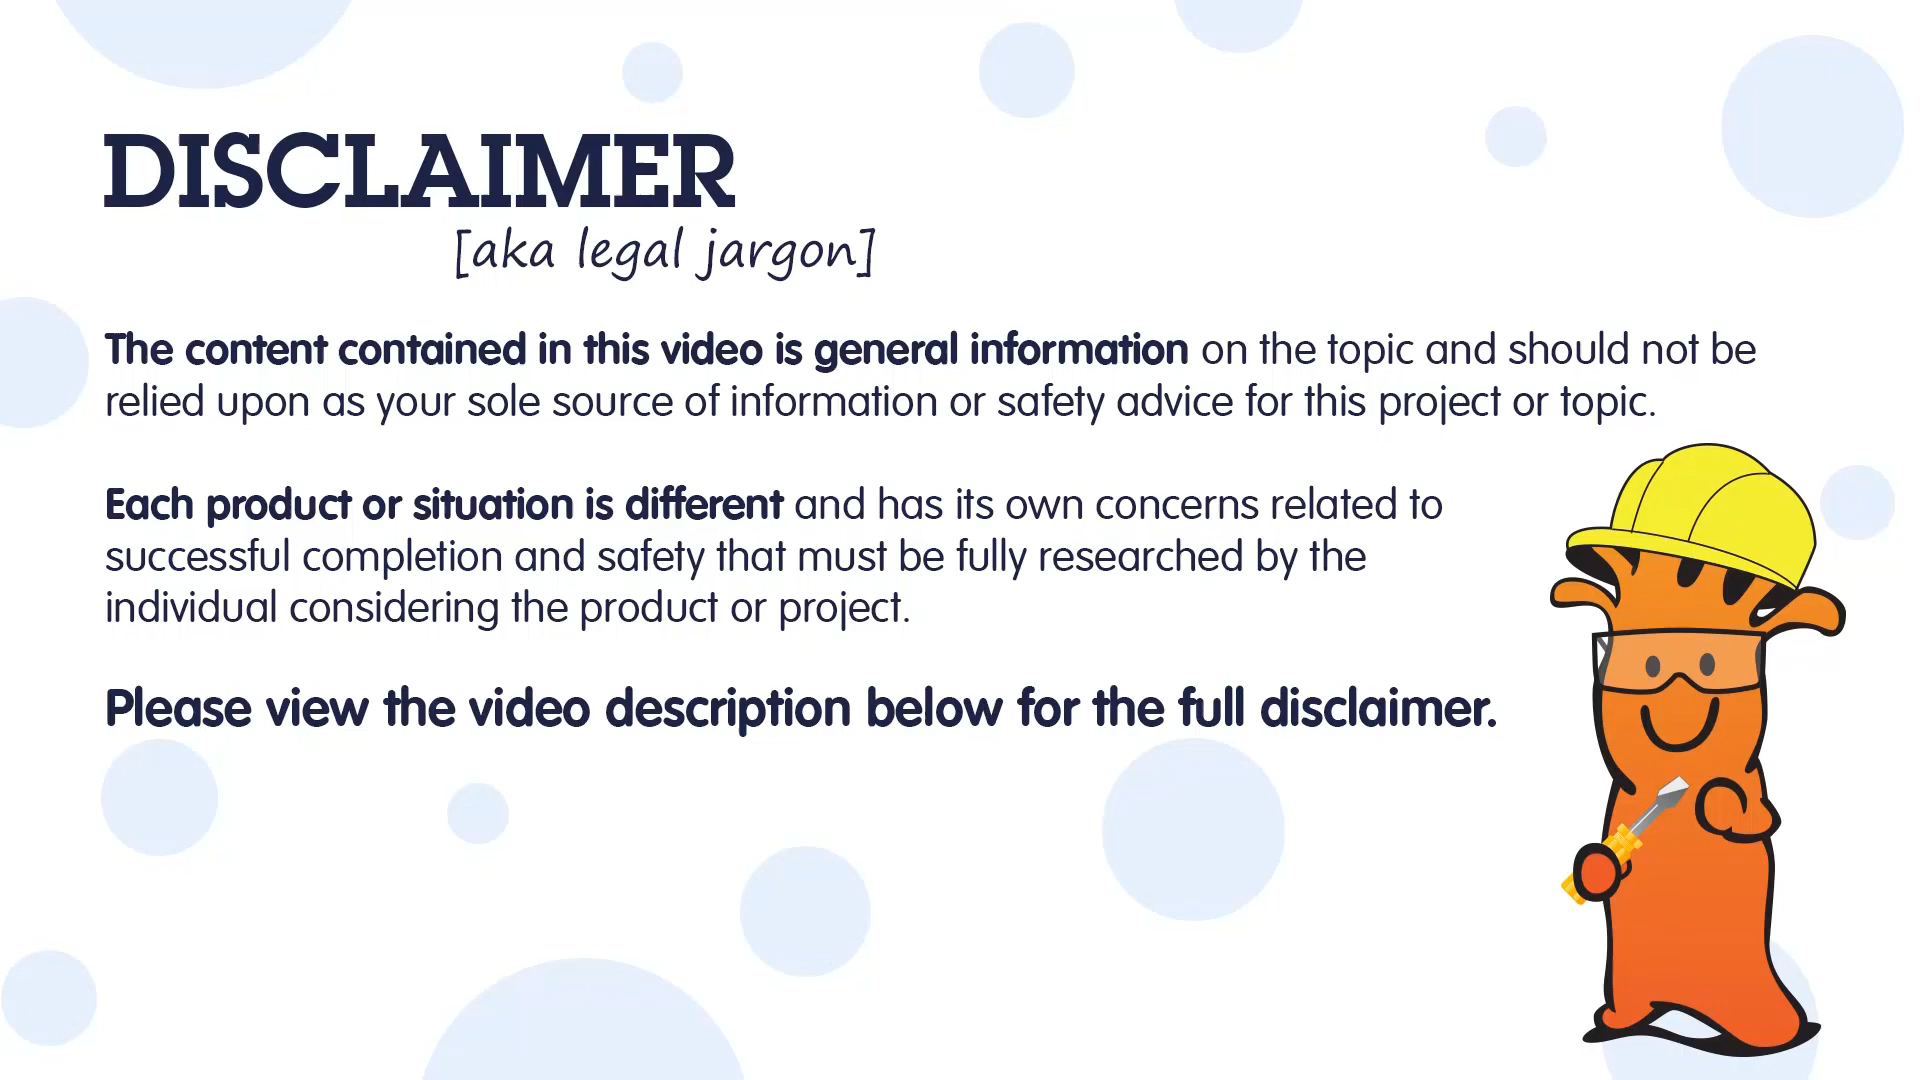 DISCLAIMER
[aka legal jargon]
The content contained in this video is general information on the topic and should not be
relied upon as your sole source of information or safety advice for this project or topic.
Each product or situation is different and has its own concerns related to
successful completion and safety that must be fully researched by the
individual considering the product or project.
Please view the video description below for the full disclaimer.